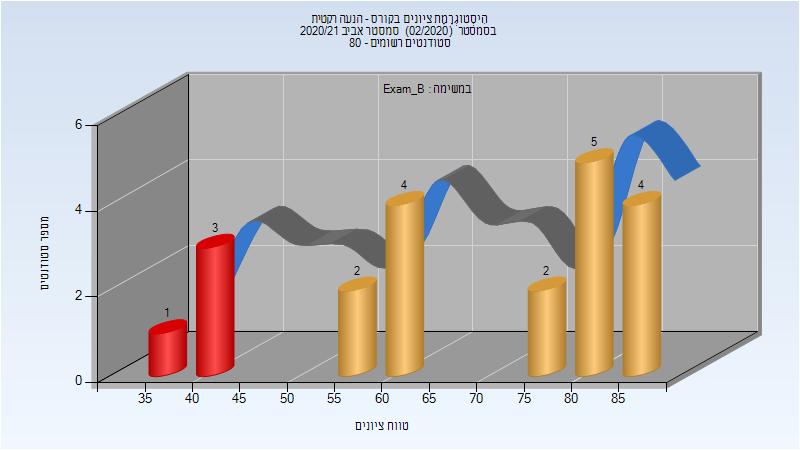 היסטוגרמת ציונים בקורס - הנעה רקטית
בסמסטר (02/2020) סמסטר אביב 2020/21
סטודנטים רשומים - 80
במשימה : Exam_B
מספר סטודנטים
6
4
2
0
1
3
2
4
2
5
4
35 40 45 50 55 60 65 70 75 80 85
טווח ציונים